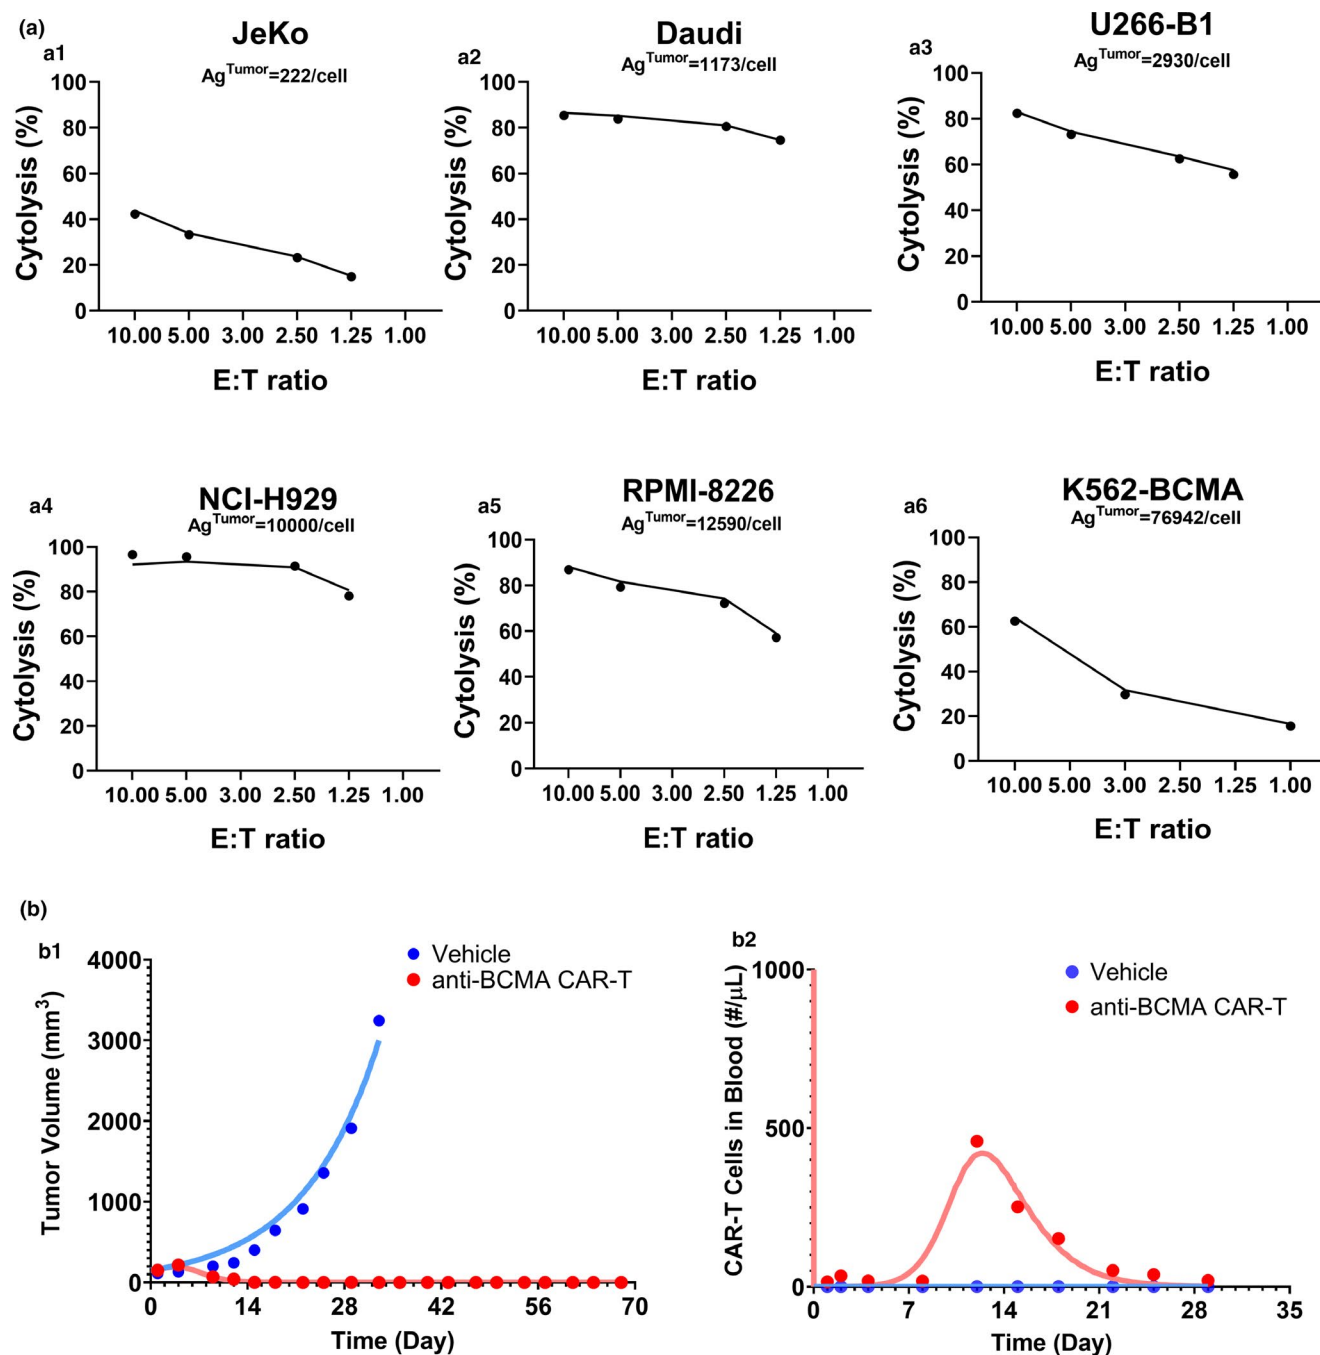 (a)
a1
JeKo
Ag^Tumor=222/cell
Cytolysis (%)
100
80
60
40
20
0
10.00 5.00 3.00 2.50 1.25 1.00
E:T ratio
a2
Daudi
Ag^Tumor=1173/cell
Cytolysis (%)
100
80
60
40
20
0
10.00 5.00 3.00 2.50 1.25 1.00
E:T ratio
a3
U266-B1
Ag^Tumor=2930/cell
Cytolysis (%)
100
80
60
40
20
0
10.00 5.00 3.00 2.50 1.25 1.00
E:T ratio
a4
NCI-H929
Ag^Tumor=10000/cell
Cytolysis (%)
100
80
60
40
20
0
10.00 5.00 3.00 2.50 1.25 1.00
E:T ratio
a5
RPMI-8226
Ag^Tumor=12590/cell
Cytolysis (%)
100
80
60
40
20
0
10.00 5.00 3.00 2.50 1.25 1.00
E:T ratio
a6
K562-BCMA
Ag^Tumor=76942/cell
Cytolysis (%)
100
80
60
40
20
0
10.00 5.00 3.00 2.50 1.25 1.00
E:T ratio
(b)
b1
Vehicle
anti-BCMA CAR-T
Tumor Volume (mm³)
4000
3000
2000
1000
0
0 14 28 42 56 70
Time (Day)
b2
Vehicle
anti-BCMA CAR-T
CAR-T Cells in Blood (#/μL)
1000
500
0
0 7 14 21 28 35
Time (Day)